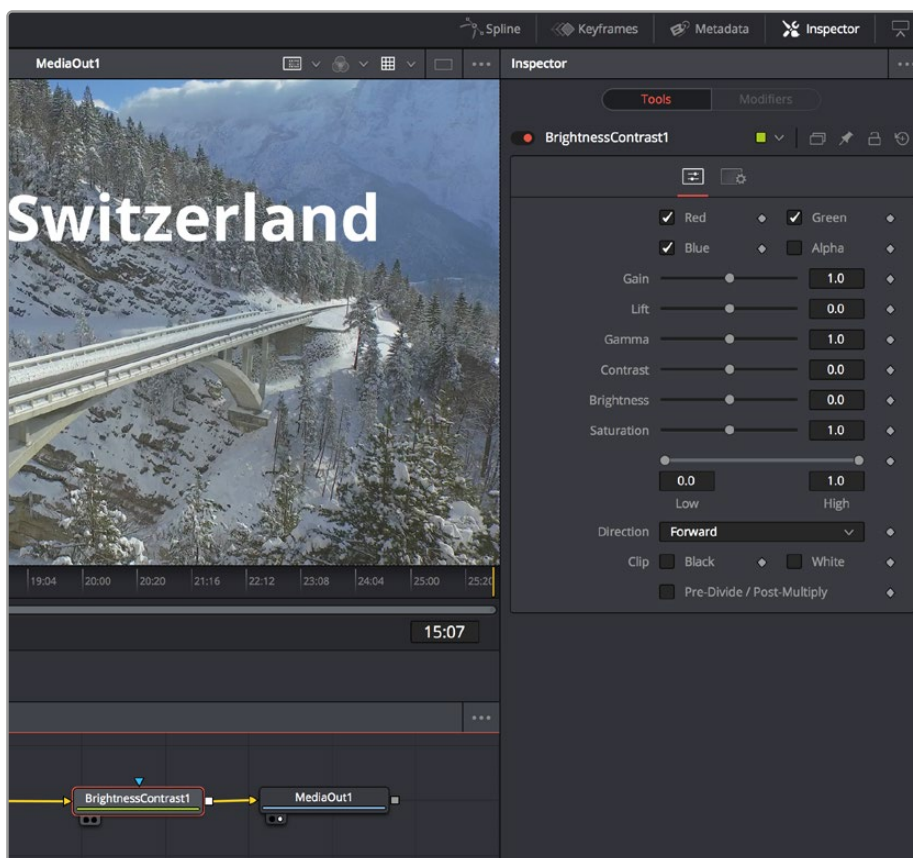 Spline Keyframes Metadata Inspector
MediaOut1
Inspector
Tools Modifiers
BrightnessContrast1
Switzerland
Red Green
Blue Alpha
Gain 1.0
Lift 0.0
Gamma 1.0
Contrast 0.0
Brightness 0.0
Saturation 1.0
0.0 1.0
Low High
Direction Forward
Clip Black White
Pre-Divide / Post-Multiply
19:04 20:00 20:20 21:16 22:12 23:08 24:04 25:00 25:20
15:07
BrightnessContrast1 MediaOut1